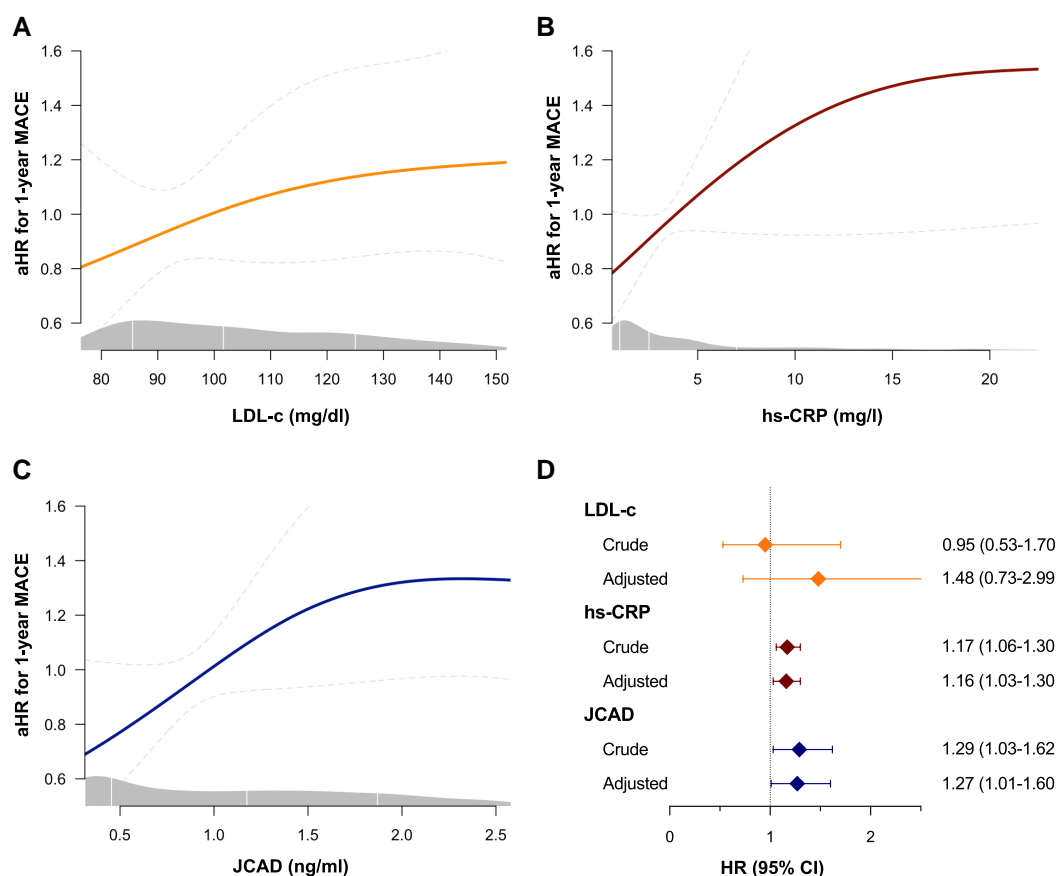 A
aHR for 1-year MACE
1.6
1.4
1.2
1.0
0.8
0.6
80 90 100 110 120 130 140 150
LDL-c (mg/dl)
B
aHR for 1-year MACE
1.6
1.4
1.2
1.0
0.8
0.6
5 10 15 20
hs-CRP (mg/l)
C
aHR for 1-year MACE
1.6
1.4
1.2
1.0
0.8
0.6
0.5 1.0 1.5 2.0 2.5
JCAD (ng/ml)
D
LDL-c
Crude 0.95 (0.53-1.70
Adjusted 1.48 (0.73-2.99
hs-CRP
Crude 1.17 (1.06-1.30
Adjusted 1.16 (1.03-1.30
JCAD
Crude 1.29 (1.03-1.62
Adjusted 1.27 (1.01-1.60
0 1 2
HR (95% CI)